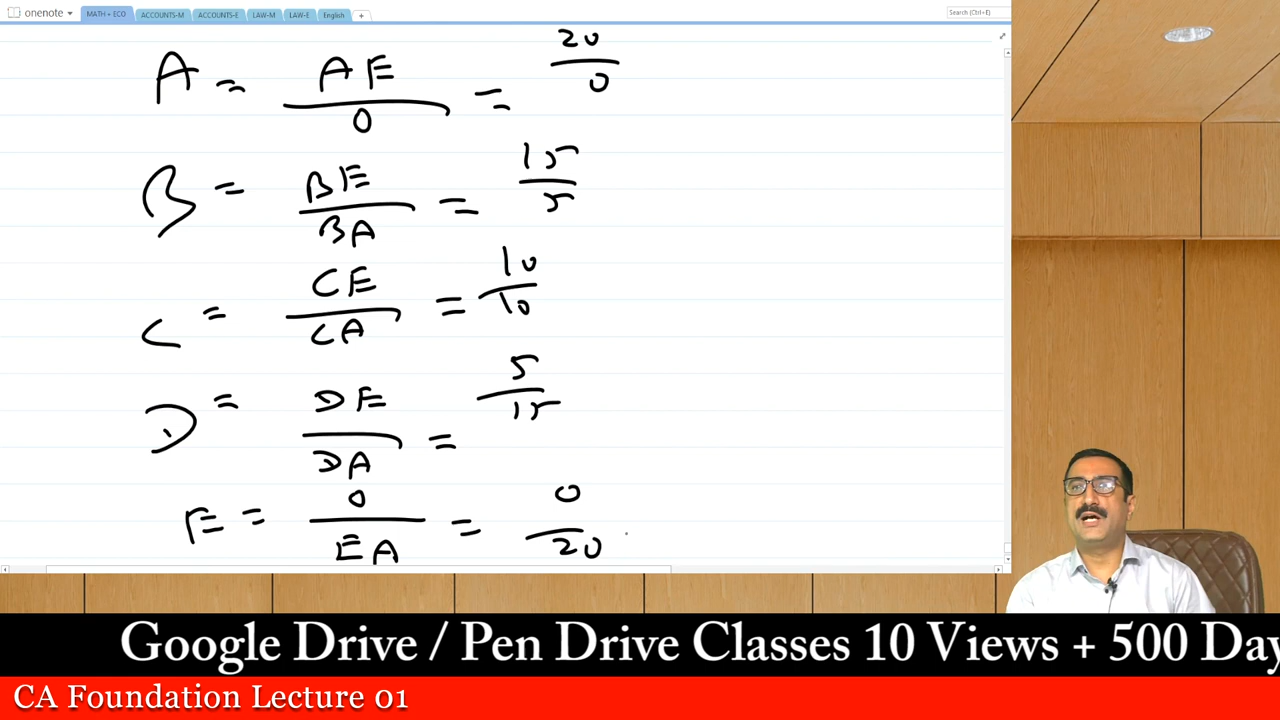 onenote MATH + ECO ACCOUNTS-M ACCOUNTS-E LAW-M LAW-E English + Search (Ctrl+E)
A = AE / 0 = 20 / 0
B = BE / BA = 15 / 5
C = CE / CA = 10 / 10
D = DE / DA = 5 / 15
E = 0 / EA = 0 / 20
Google Drive / Pen Drive Classes 10 Views + 500 Day
CA Foundation Lecture 01